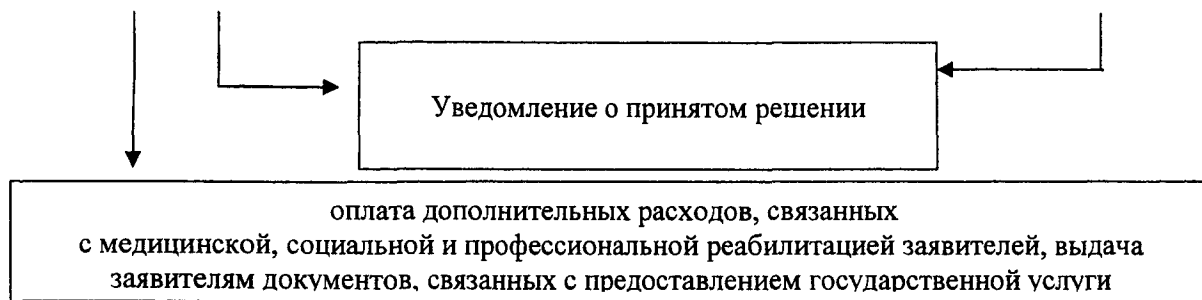 Уведомление о принятом решении
оплата дополнительных расходов, связанных
с медицинской, социальной и профессиональной реабилитацией заявителей, выдача
заявителям документов, связанных с предоставлением государственной услуги